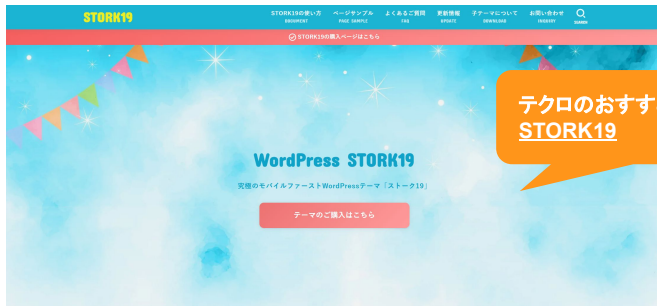 STORK19
STORK19の使い方 ページサンプル よくあるご質問 更新情報 子テーマについて お問い合わせ
DOCUMENT PAGE SAMPLE FAQ UPDATE DOWNLOAD INQUIRY SEARCH
STORK19の購入ページはこちら
テクロのおすす
STORK19
WordPress STORK19
究極のモバイルファーストWordPressテーマ「ストーク19」
テーマのご購入はこちら